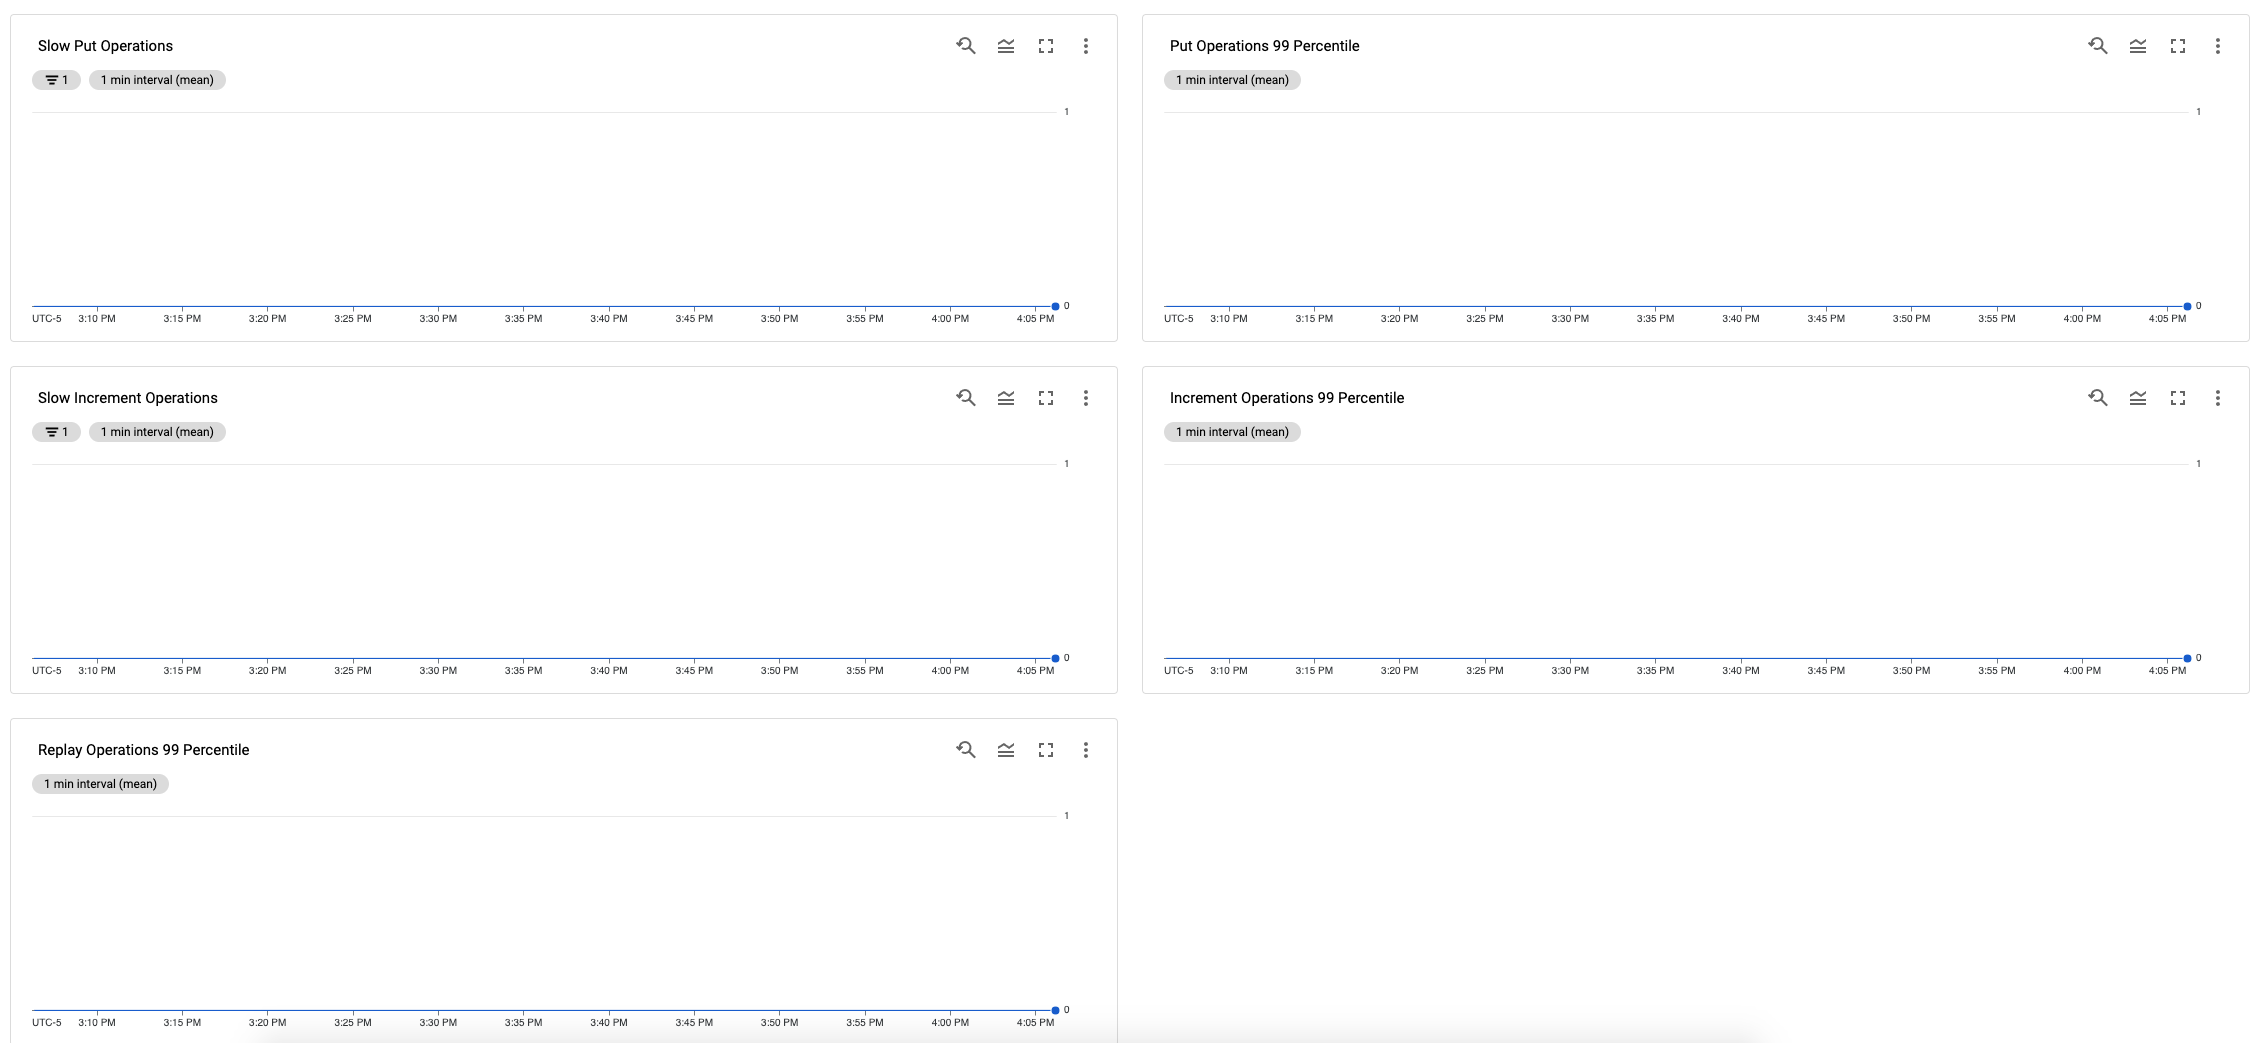 Slow Put Operations
1
1 min interval (mean)
1
0
UTC-5 3:10 PM 3:15 PM 3:20 PM 3:25 PM 3:30 PM 3:35 PM 3:40 PM 3:45 PM 3:50 PM 3:55 PM 4:00 PM 4:05 PM
Put Operations 99 Percentile
1 min interval (mean)
1
0
UTC-5 3:10 PM 3:15 PM 3:20 PM 3:25 PM 3:30 PM 3:35 PM 3:40 PM 3:45 PM 3:50 PM 3:55 PM 4:00 PM 4:05 PM
Slow Increment Operations
1
1 min interval (mean)
1
0
UTC-5 3:10 PM 3:15 PM 3:20 PM 3:25 PM 3:30 PM 3:35 PM 3:40 PM 3:45 PM 3:50 PM 3:55 PM 4:00 PM 4:05 PM
Increment Operations 99 Percentile
1 min interval (mean)
1
0
UTC-5 3:10 PM 3:15 PM 3:20 PM 3:25 PM 3:30 PM 3:35 PM 3:40 PM 3:45 PM 3:50 PM 3:55 PM 4:00 PM 4:05 PM
Replay Operations 99 Percentile
1 min interval (mean)
1
0
UTC-5 3:10 PM 3:15 PM 3:20 PM 3:25 PM 3:30 PM 3:35 PM 3:40 PM 3:45 PM 3:50 PM 3:55 PM 4:00 PM 4:05 PM